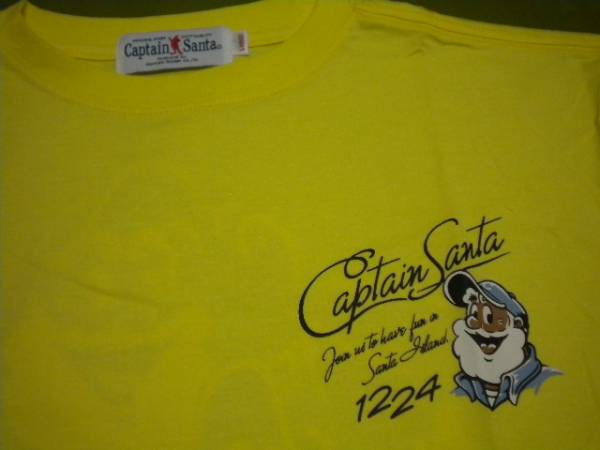 Captain Santa
Captain Santa
Join us to have fun in
Santa Island
1224